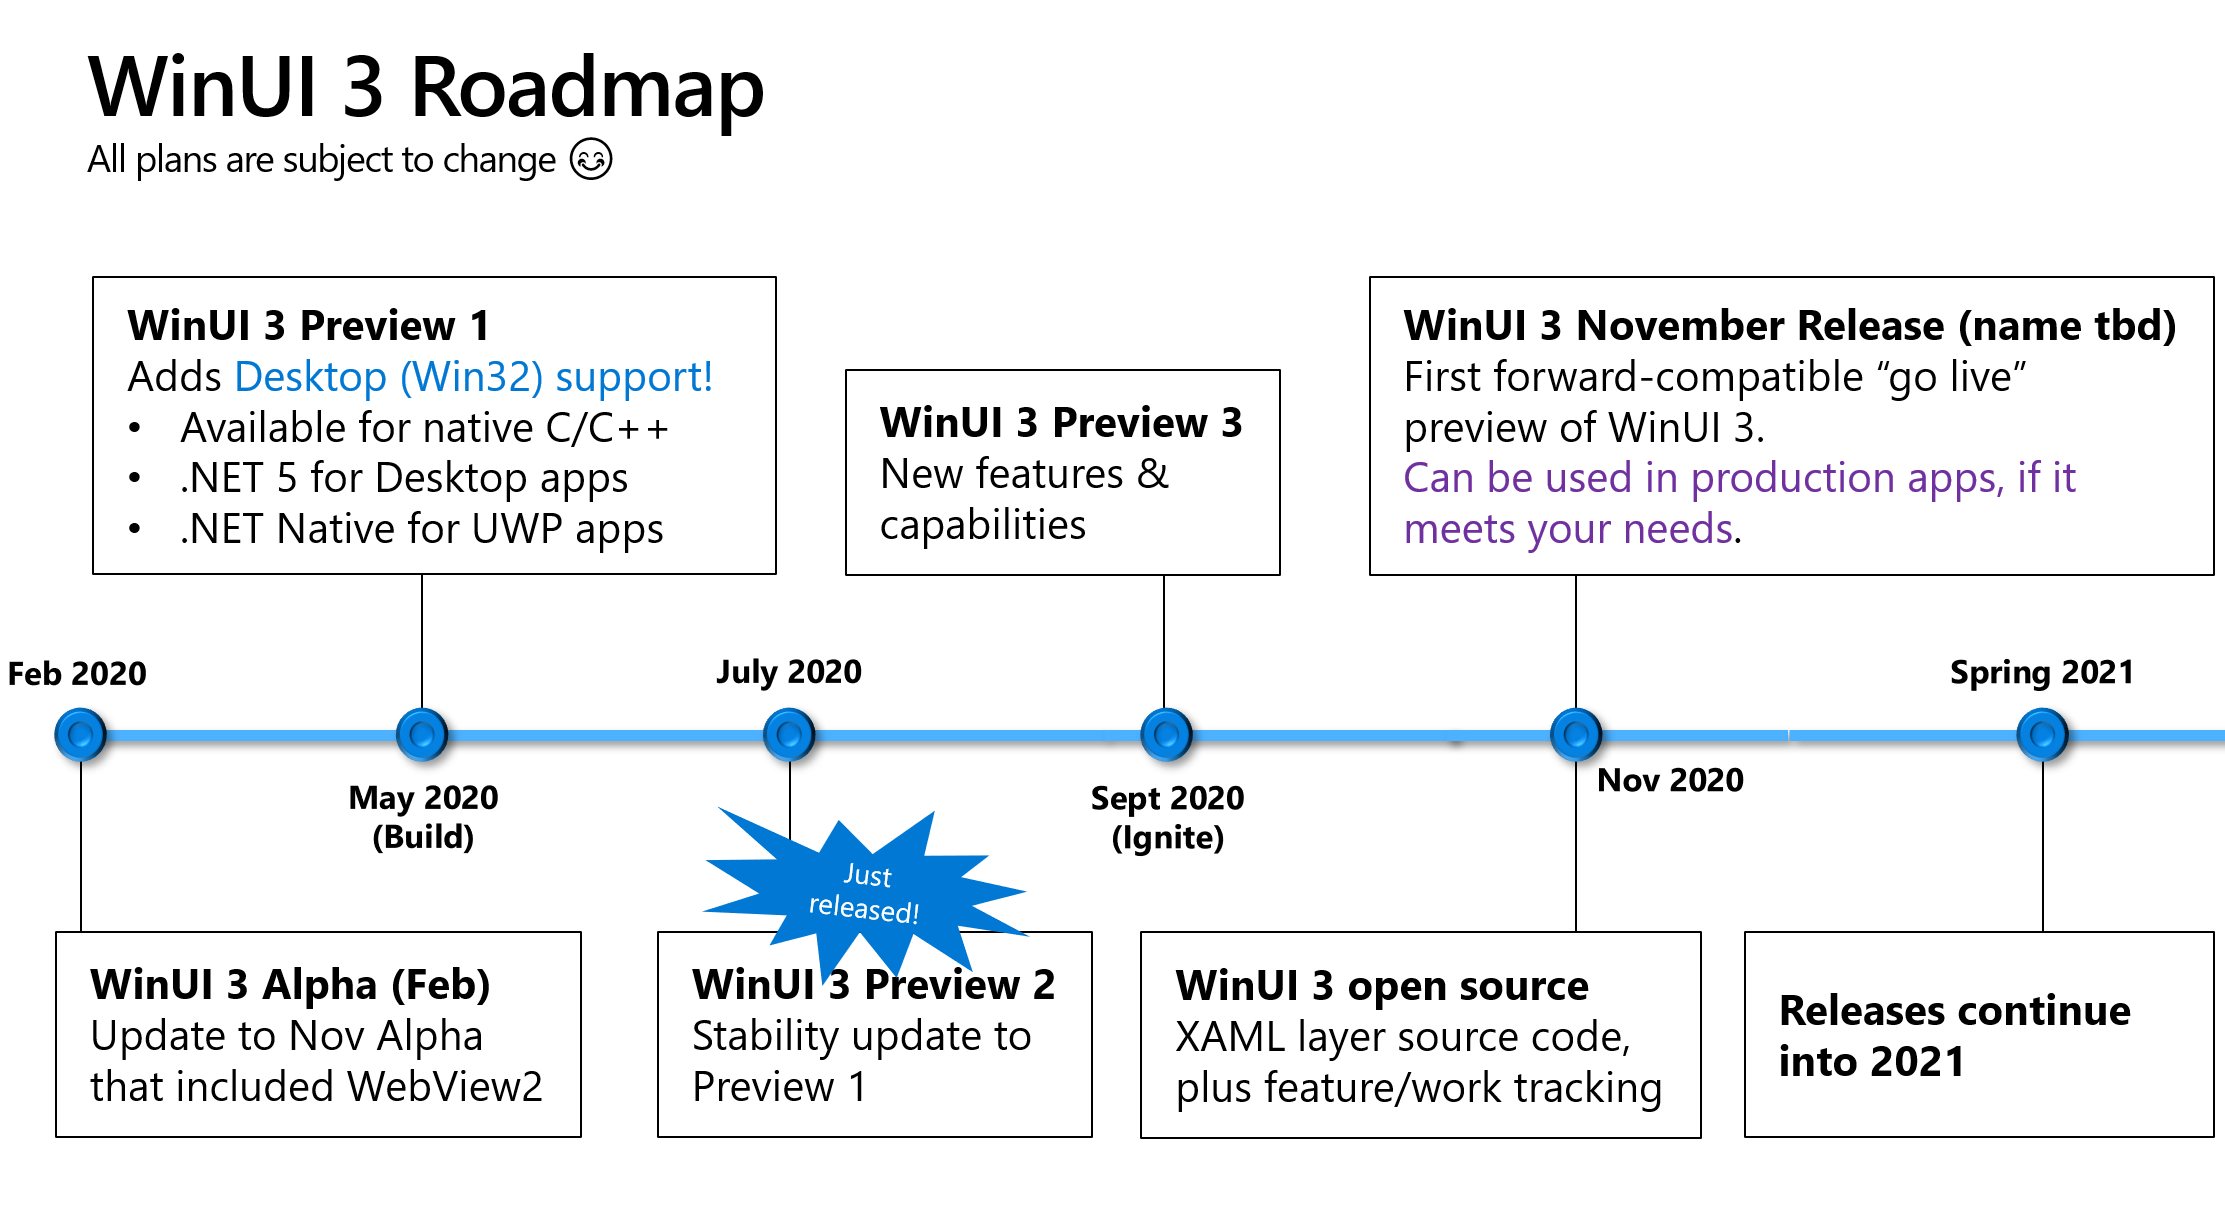 WinUI 3 Roadmap
All plans are subject to change 😊
WinUI 3 Preview 1
Adds Desktop (Win32) support!
• Available for native C/C++
• .NET 5 for Desktop apps
• .NET Native for UWP apps
WinUI 3 Preview 3
New features &
capabilities
WinUI 3 November Release (name tbd)
First forward-compatible “go live”
preview of WinUI 3.
Can be used in production apps, if it
meets your needs.
Feb 2020
May 2020
(Build)
July 2020
Sept 2020
(Ignite)
Nov 2020
Spring 2021
WinUI 3 Alpha (Feb)
Update to Nov Alpha
that included WebView2
Just
released!
WinUI 3 Preview 2
Stability update to
Preview 1
WinUI 3 open source
XAML layer source code,
plus feature/work tracking
Releases continue
into 2021